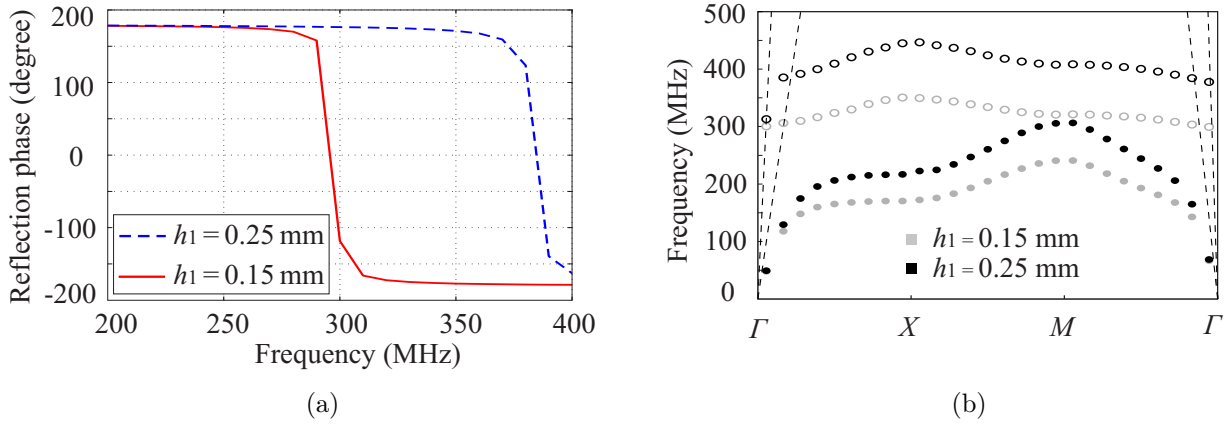 200
100
0
-100
-200
Reflection phase (degree)
h1 = 0.25 mm
h1 = 0.15 mm
200 250 300 350 400
Frequency (MHz)
(a)
500
400
300
200
100
0
Frequency (MHz)
h1 = 0.15 mm
h1 = 0.25 mm
Γ X M Γ
(b)